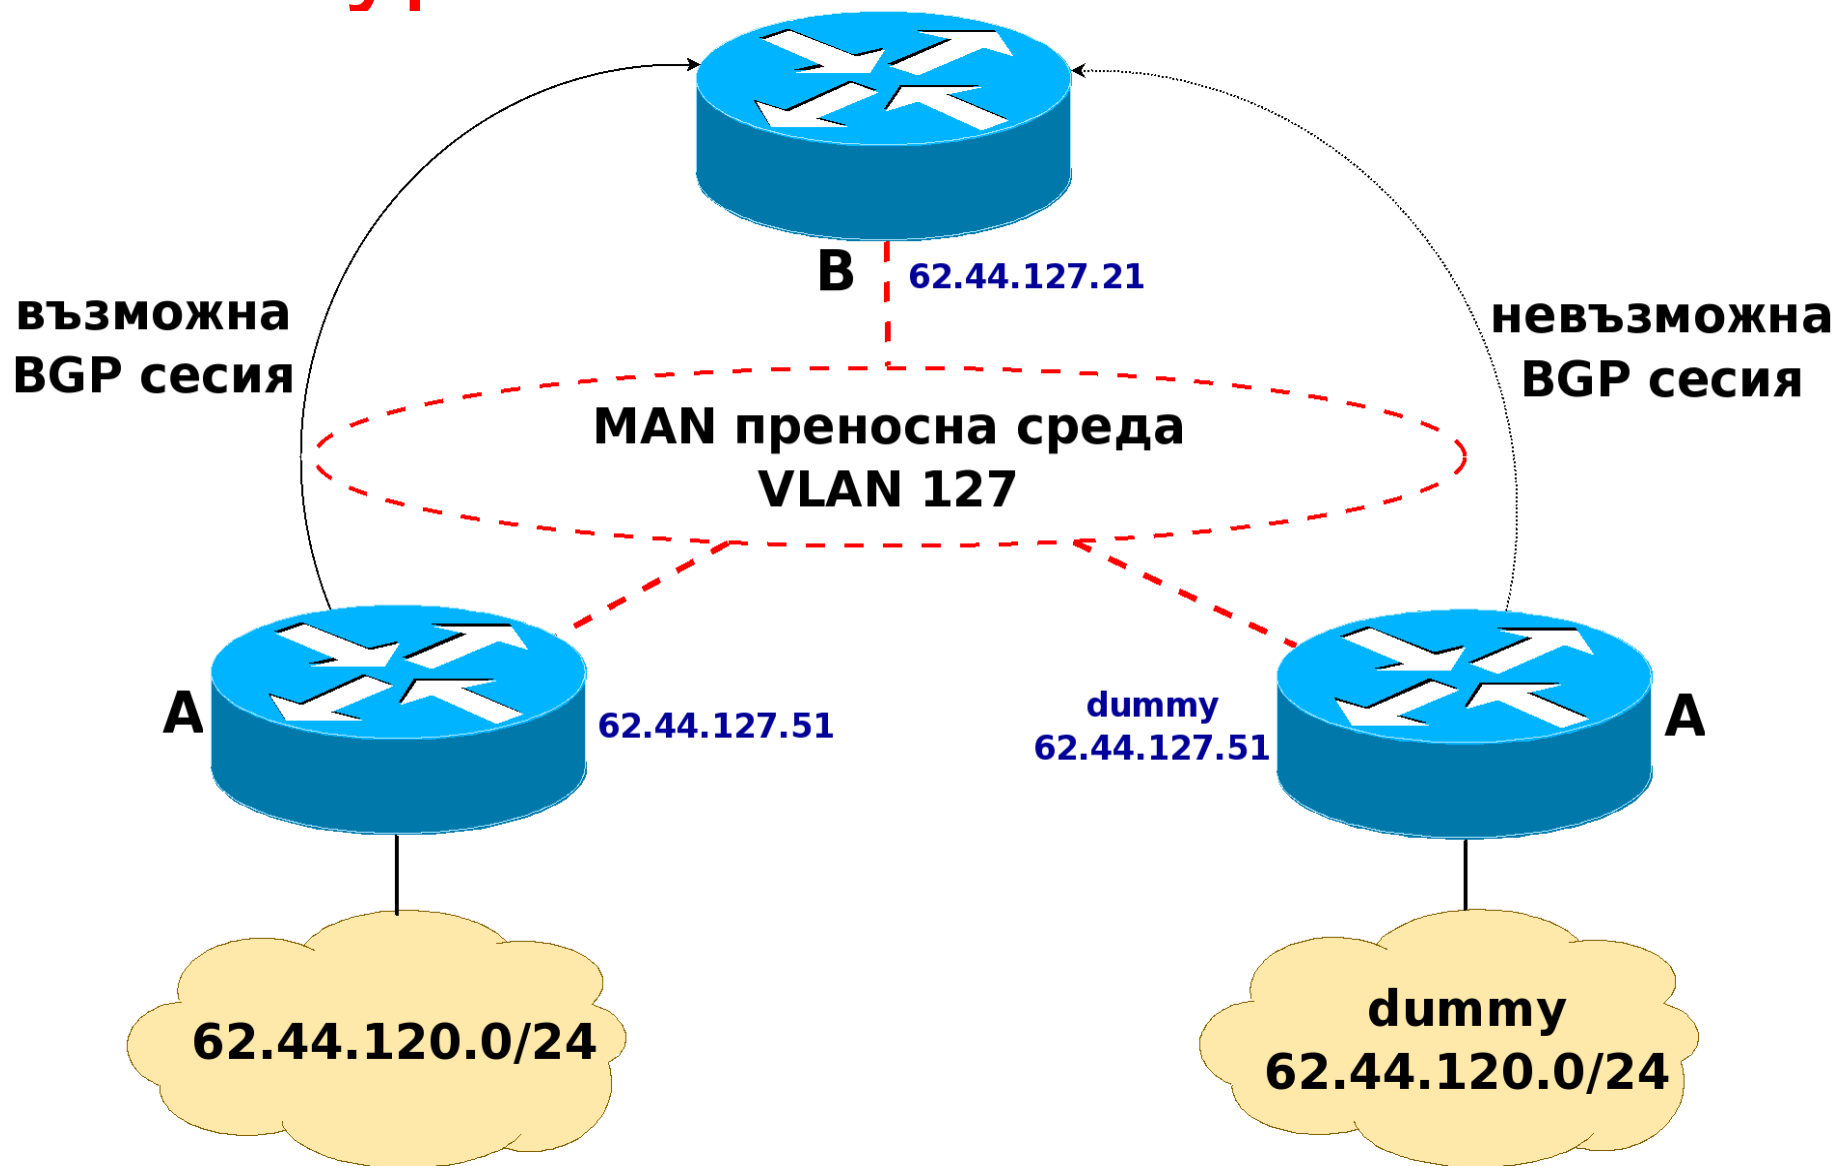 B
62.44.127.21
възможна
BGP сесия
невъзможна
BGP сесия
MAN преносна среда
VLAN 127
A
62.44.127.51
dummy
62.44.127.51
A
62.44.120.0/24
dummy
62.44.120.0/24